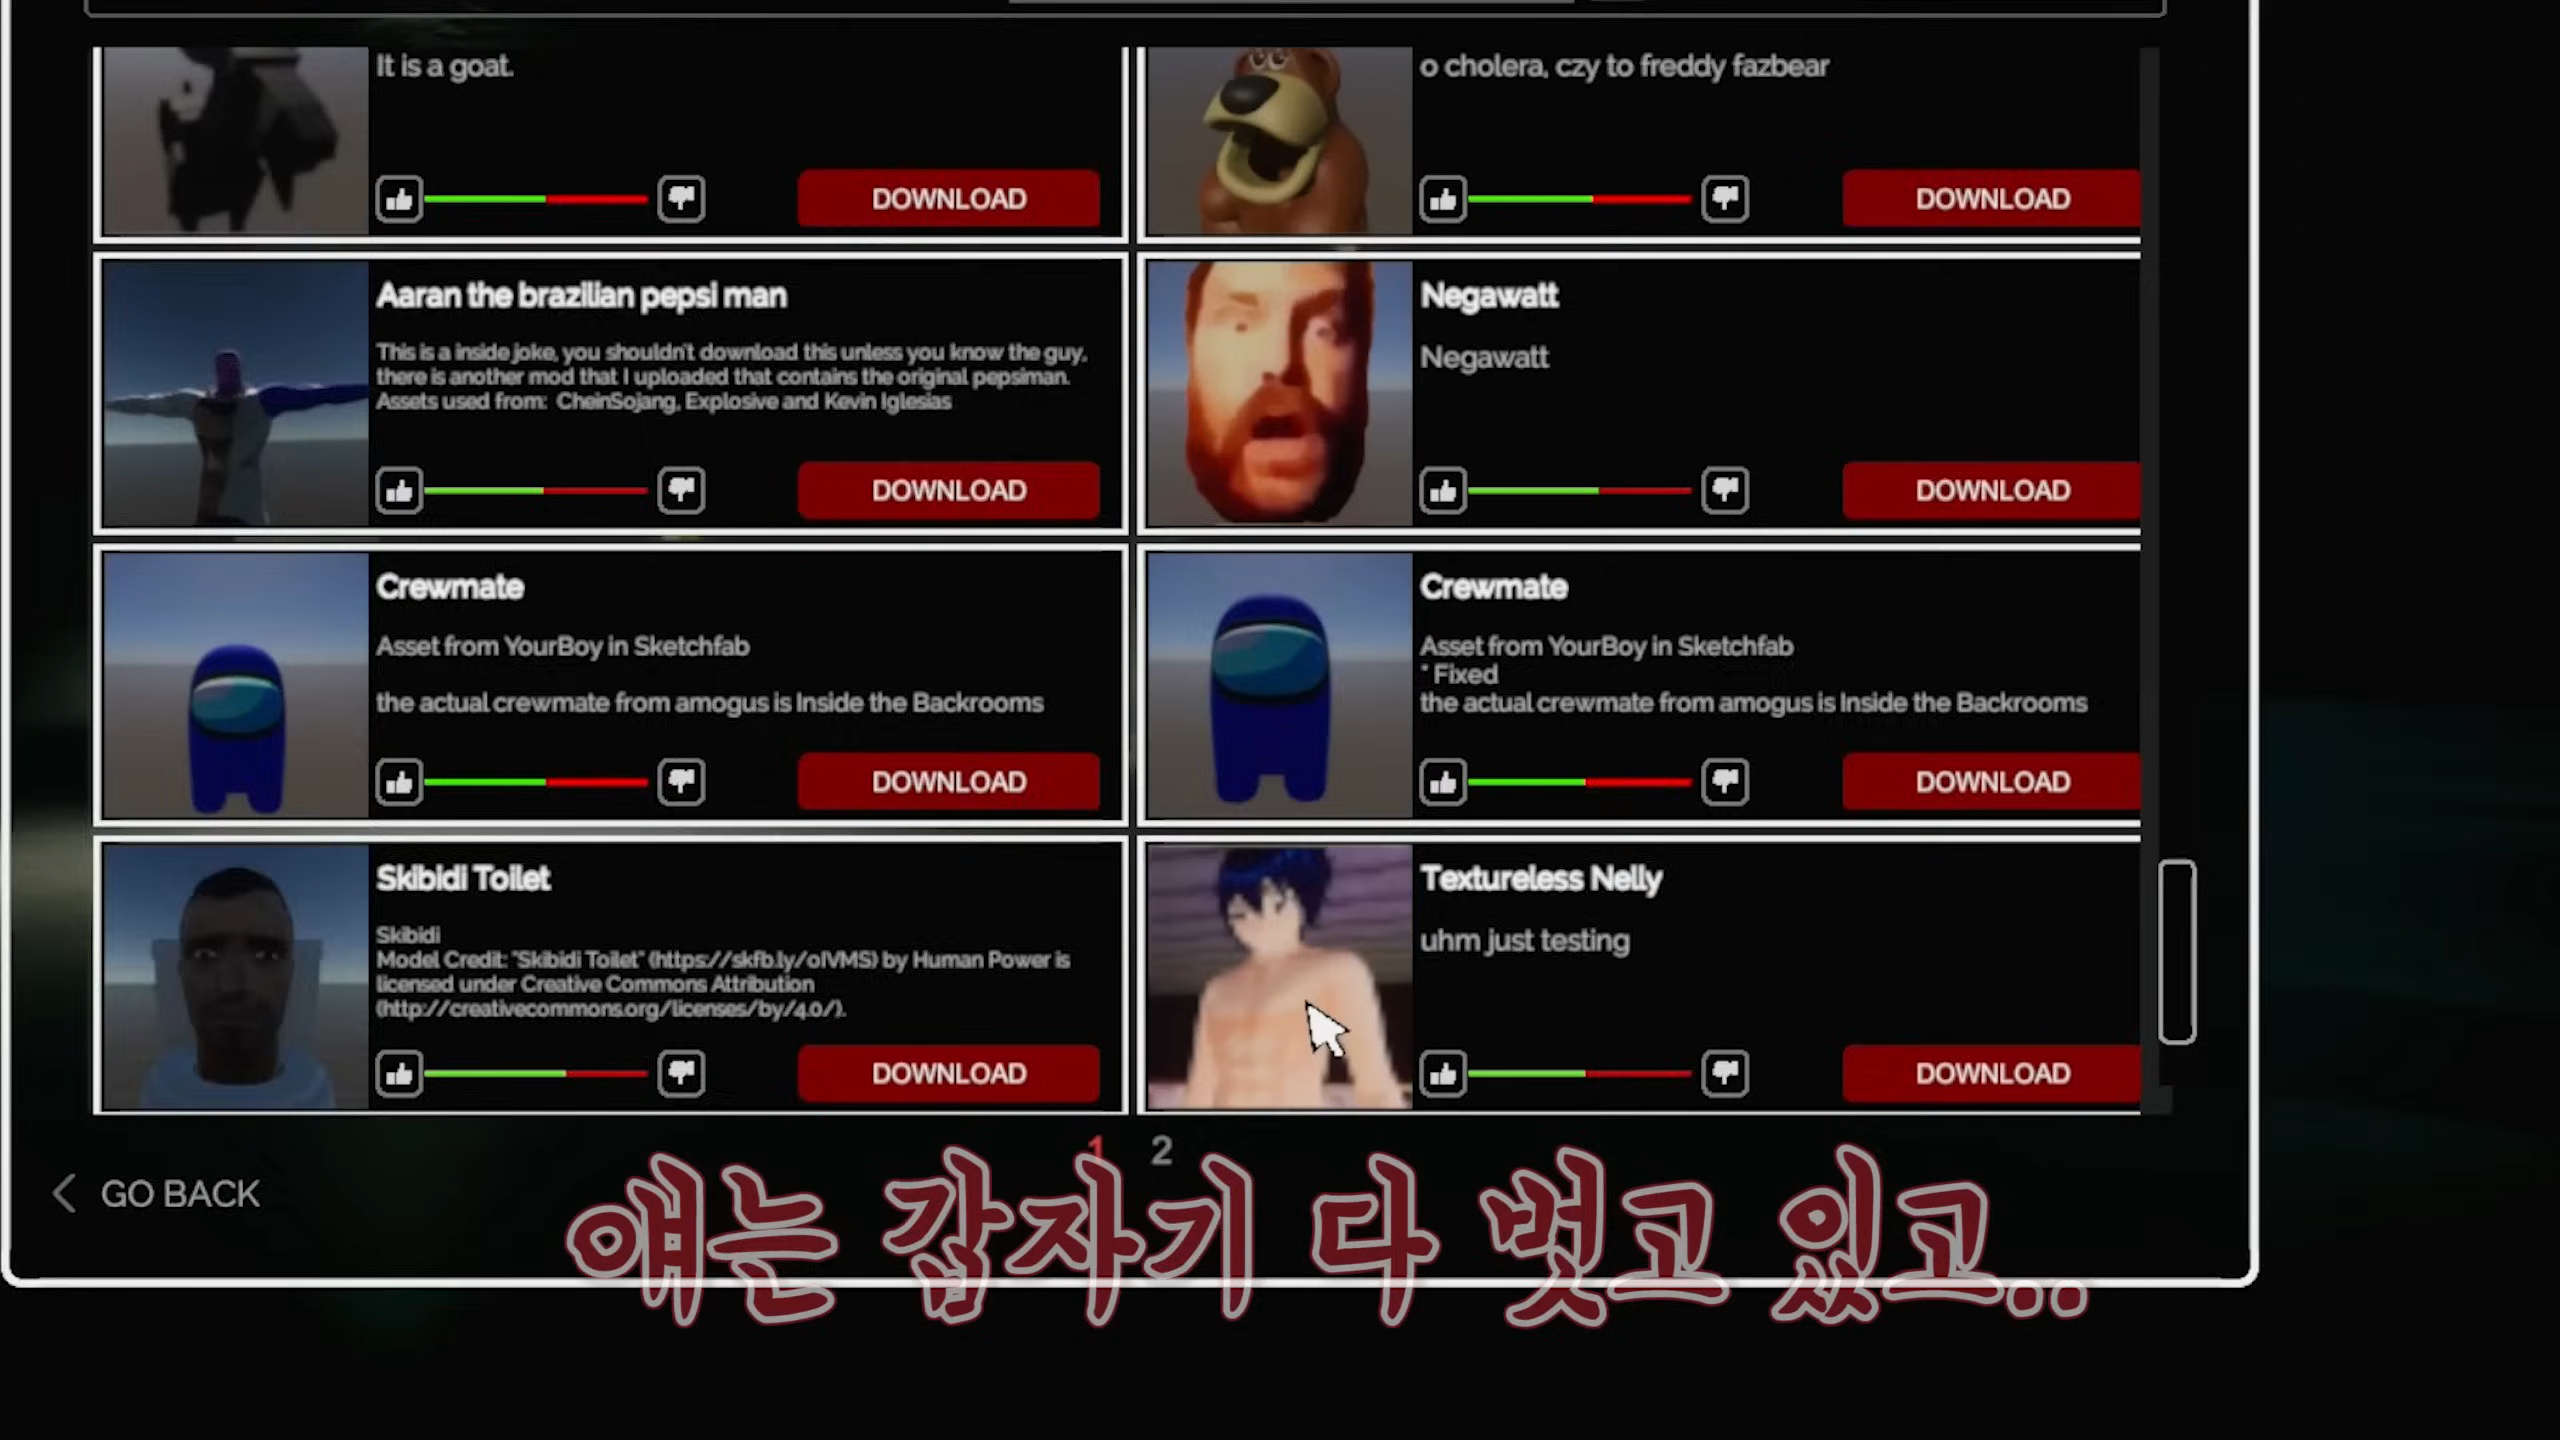 It is a goat.
DOWNLOAD
o cholera, czy to freddy fazbear
DOWNLOAD
Aaran the brazilian pepsi man
This is a inside joke, you shouldn't download this unless you know the guy,
there is another mod that I uploaded that contains the original pepsiman.
Assets used from: CheinSojang, Explosive and Kevin Iglesias
DOWNLOAD
Negawatt
Negawatt
DOWNLOAD
Crewmate
Asset from YourBoy in Sketchfab
the actual crewmate from amogus is Inside the Backrooms
DOWNLOAD
Crewmate
Asset from YourBoy in Sketchfab
* Fixed
the actual crewmate from amogus is Inside the Backrooms
DOWNLOAD
Skibidi Toilet
Skibidi
Model Credit: "Skibidi Toilet" (https://skfb.ly/oIVMS) by Human Power is
licensed under Creative Commons Attribution
(http://creativecommons.org/licenses/by/4.0/).
DOWNLOAD
Textureless Nelly
uhm just testing
DOWNLOAD
1 2
GO BACK
얘는 갑자기 다 벗고 있고..